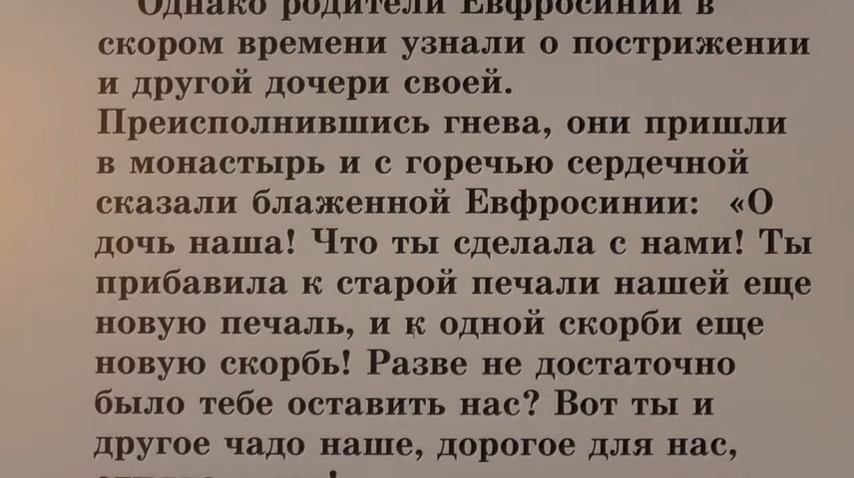 Однако родители Евфросинии в
скором времени узнали о пострижении
и другой дочери своей.
Преисполнившись гнева, они пришли
в монастырь и с горечью сердечной
сказали блаженной Евфросинии: «О
дочь наша! Что ты сделала с нами! Ты
прибавила к старой печали нашей еще
новую печаль, и к одной скорби еще
новую скорбь! Разве не достаточно
было тебе оставить нас? Вот ты и
другое чадо наше, дорогое для нас,